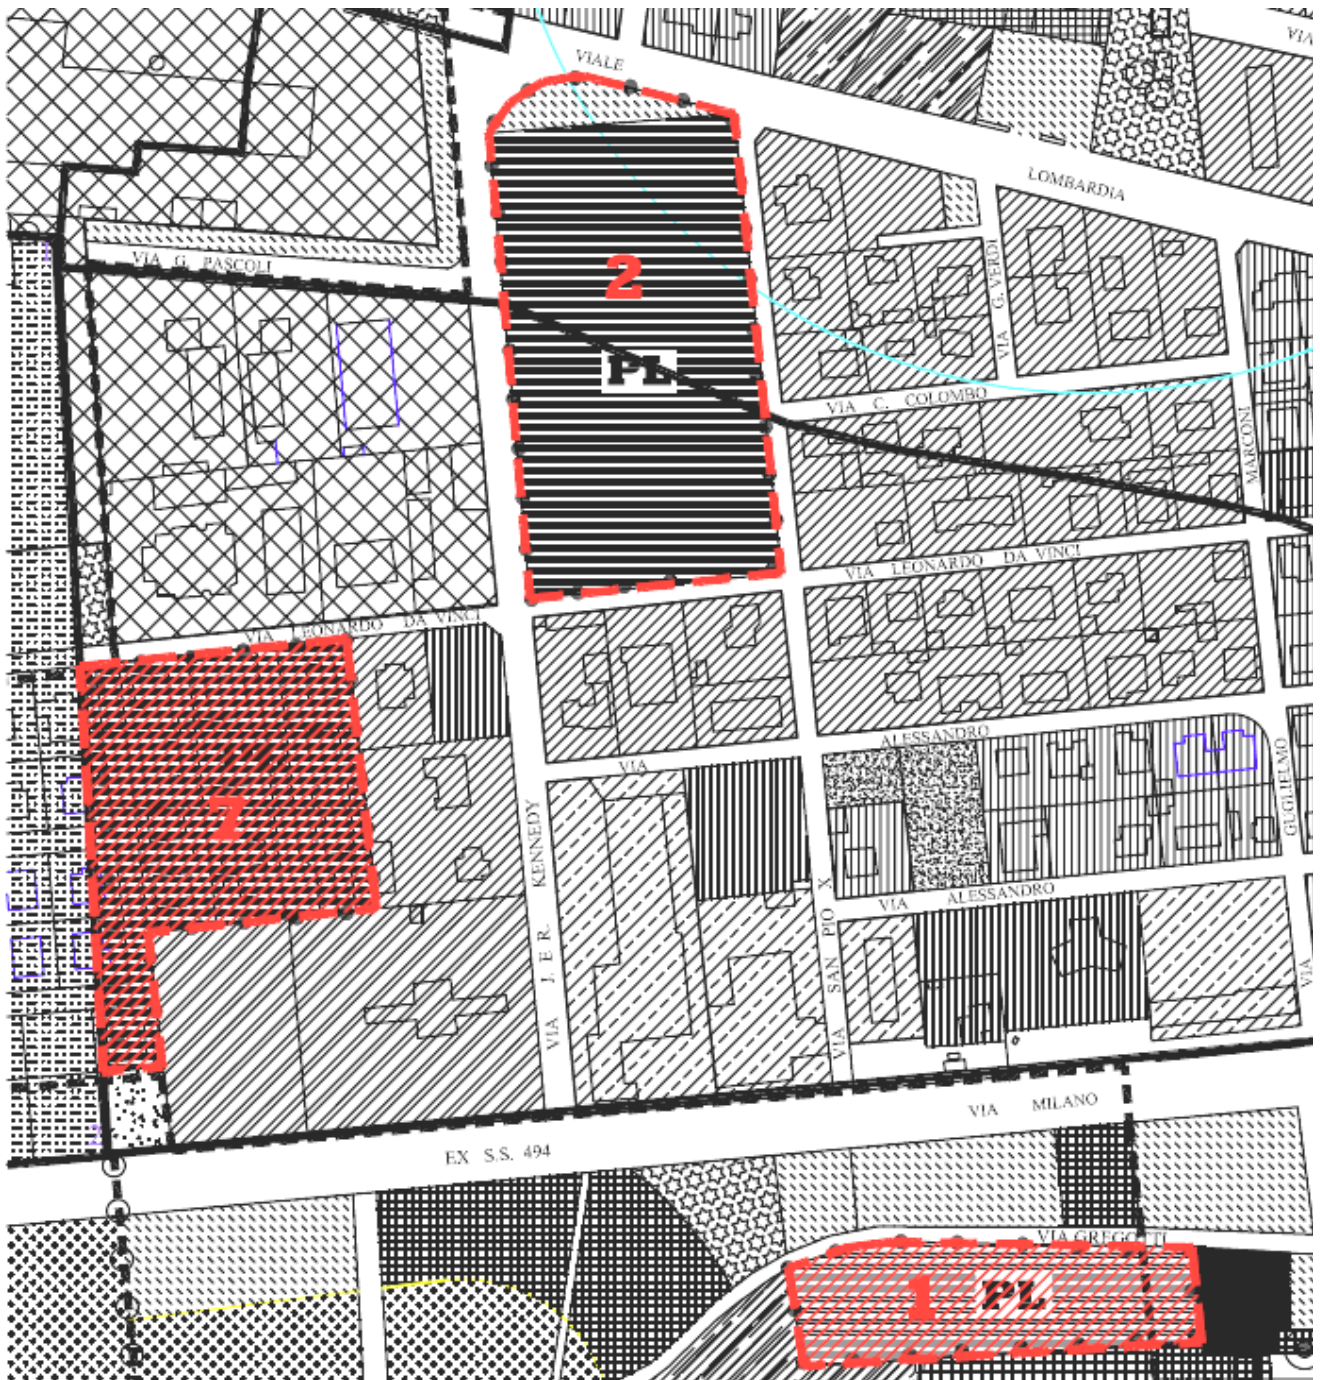 VIALE
VIA
LOMBARDIA
VIA G. PASCOLI
2
PL
VIA G. VERDI
VIA C. COLOMBO
MARCONI
VIA LEONARDO DA VINCI
VIA LEONARDO DA VINCI
ALESSANDRO
VIA
GUGLIELMO
7
KENNEDY
VIA J. E R.
VIA SAN PIO X
VIA ALESSANDRO
VIA
VIA MILANO
EX S.S. 494
VIA GREGOTTI
1 PL